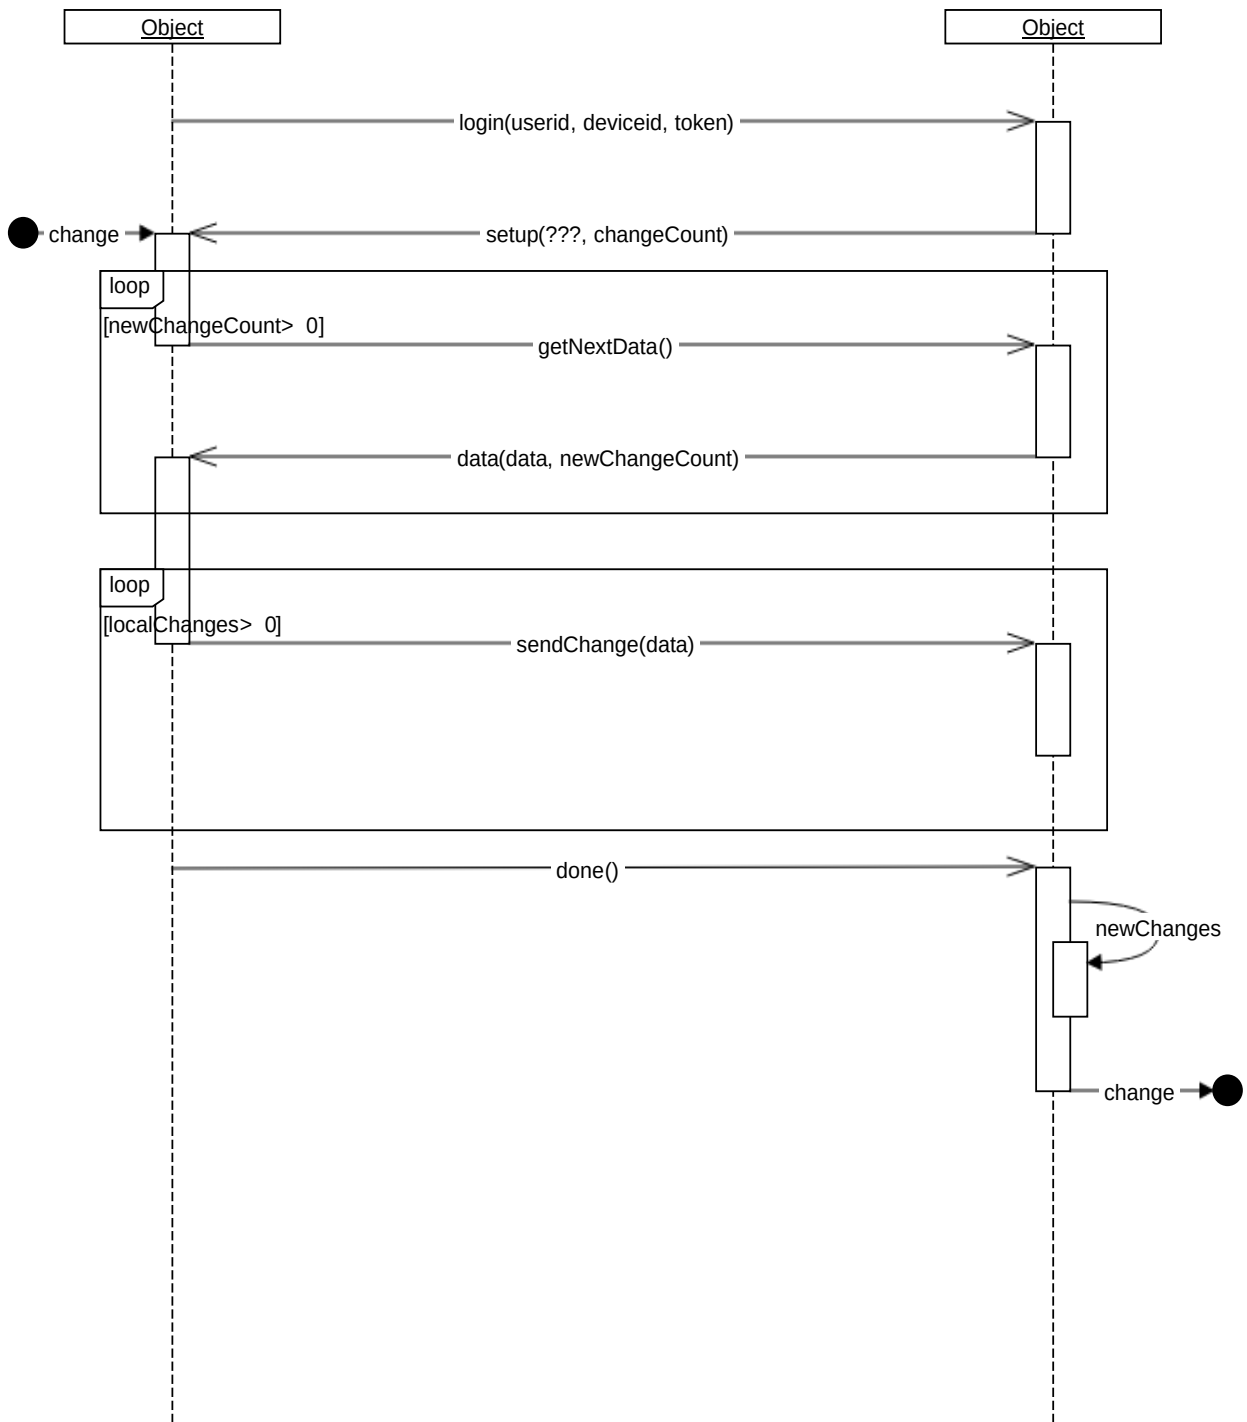 Object
Object
login(userid, deviceid, token)
change
setup(???, changeCount)
loop
[newChangeCount> 0]
getNextData()
data(data, newChangeCount)
loop
[localChanges> 0]
sendChange(data)
done()
newChanges
change